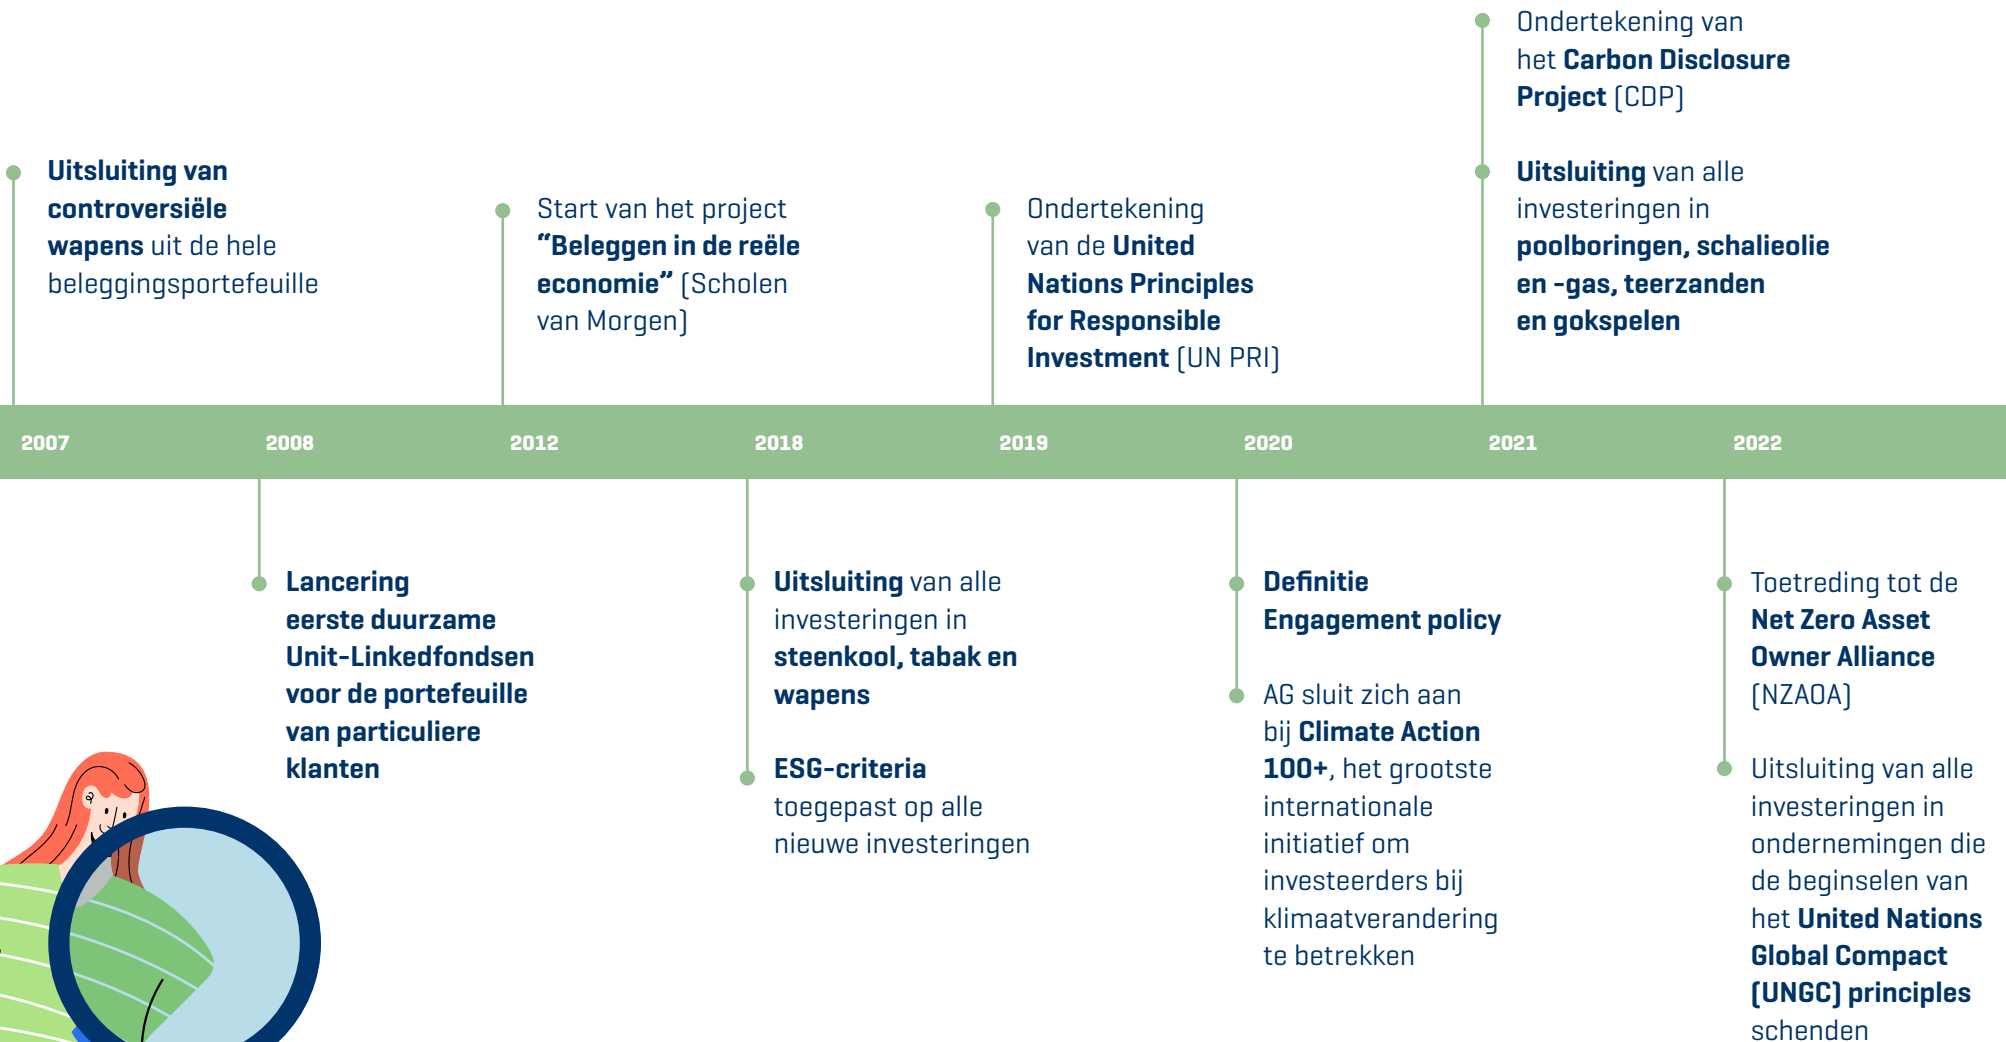 Uitsluiting van
controversiële
wapens uit de hele
beleggingsportefeuille
Start van het project
“Beleggen in de reële
economie” (Scholen
van Morgen)
Ondertekening
van de United
Nations Principles
for Responsible
Investment (UN PRI)
Ondertekening van
het Carbon Disclosure
Project (CDP)
Uitsluiting van alle
investeringen in
poolboringen, schalieolie
en -gas, teerzanden
en gokspelen
2007 2008 2012 2018 2019 2020 2021 2022
Lancering
eerste duurzame
Unit-Linkedfondsen
voor de portefeuille
van particuliere
klanten
Uitsluiting van alle
investeringen in
steenkool, tabak en
wapens
ESG-criteria
toegepast op alle
nieuwe investeringen
Definitie
Engagement policy
AG sluit zich aan
bij Climate Action
100+, het grootste
internationale
initiatief om
investeerders bij
klimaatverandering
te betrekken
Toetreding tot de
Net Zero Asset
Owner Alliance
(NZAOA)
Uitsluiting van alle
investeringen in
ondernemingen die
de beginselen van
het United Nations
Global Compact
(UNGC) principles
schenden